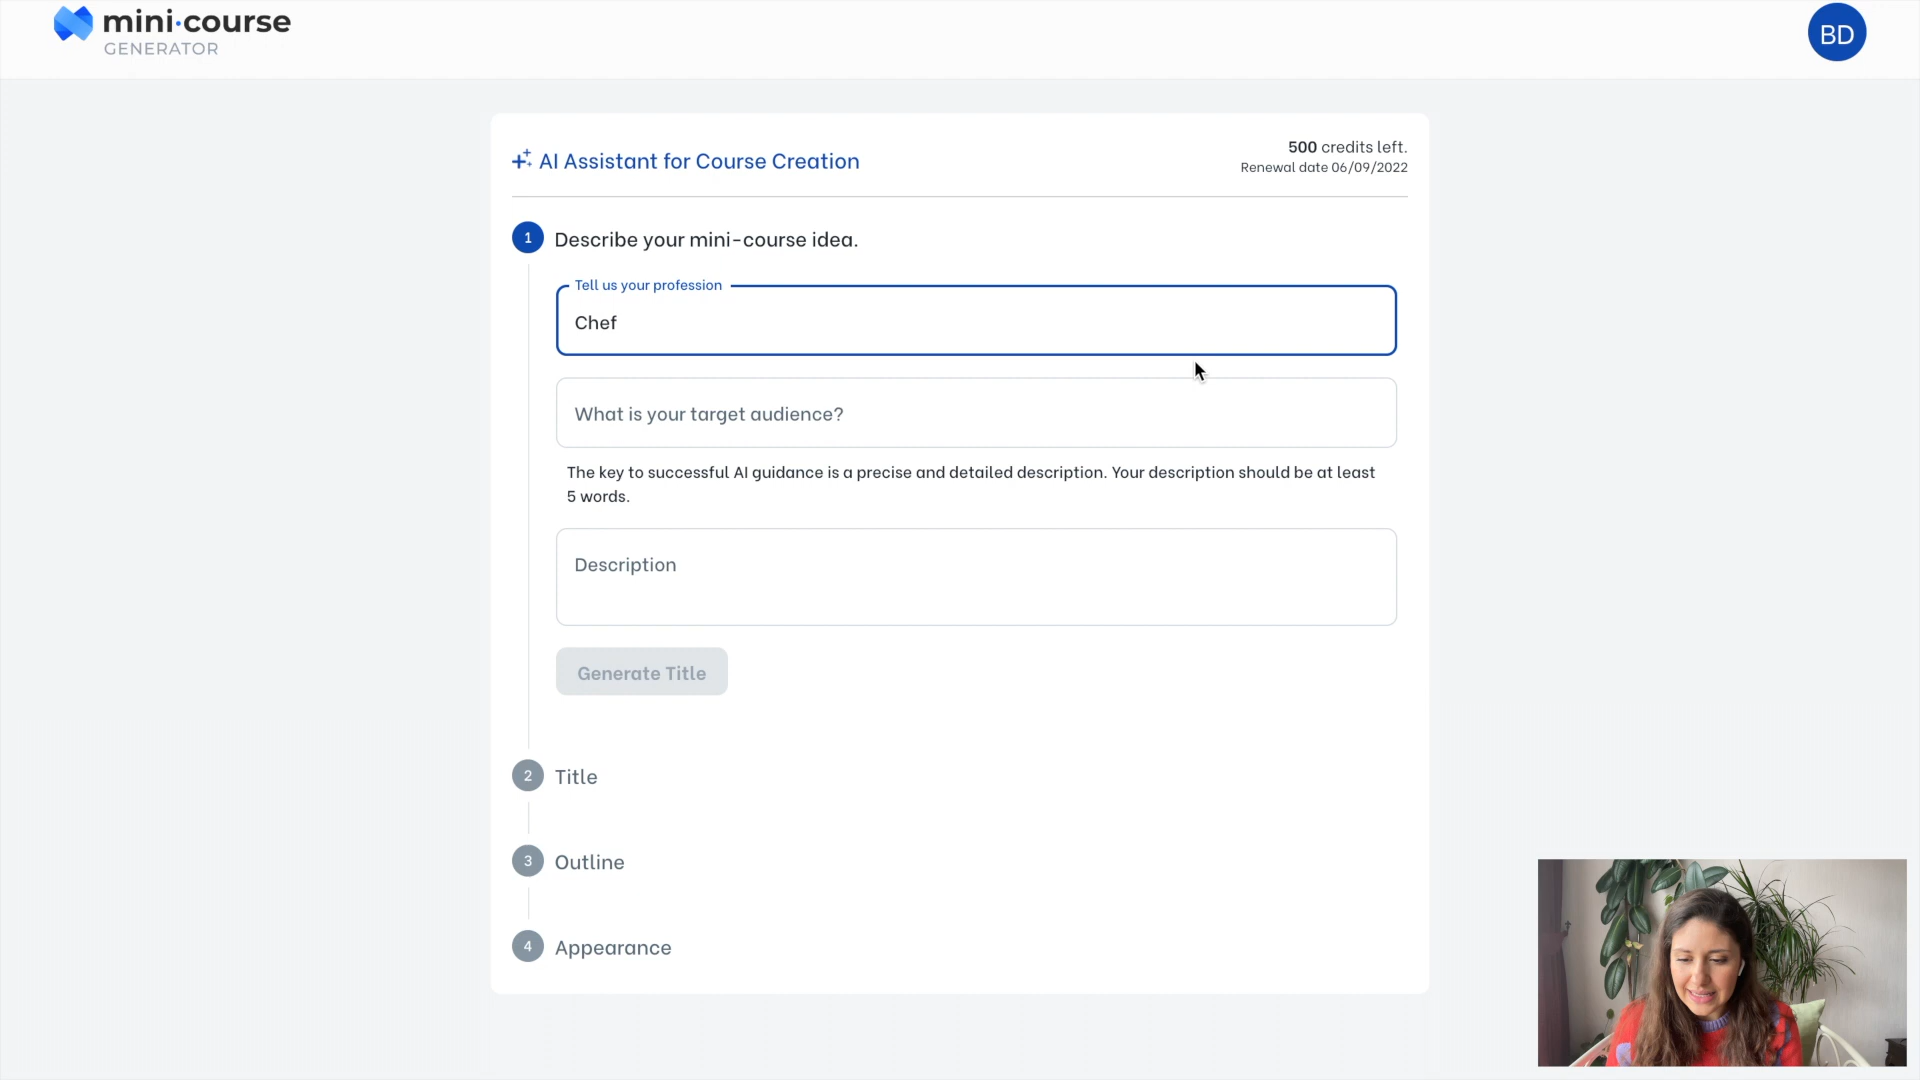 mini·course
GENERATOR
BD
AI Assistant for Course Creation
500 credits left.
Renewal date 06/09/2022
1 Describe your mini-course idea.
Tell us your profession
Chef
What is your target audience?
The key to successful AI guidance is a precise and detailed description. Your description should be at least
5 words.
Description
Generate Title
2 Title
3 Outline
4 Appearance